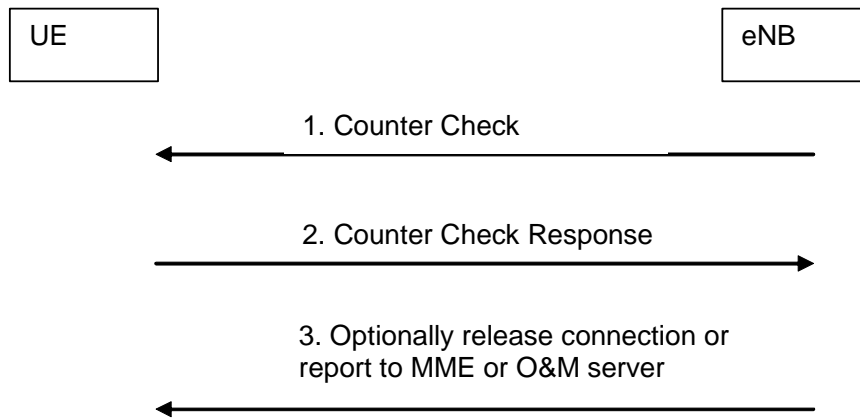 UE
eNB
1. Counter Check
2. Counter Check Response
3. Optionally release connection or
report to MME or O&M server